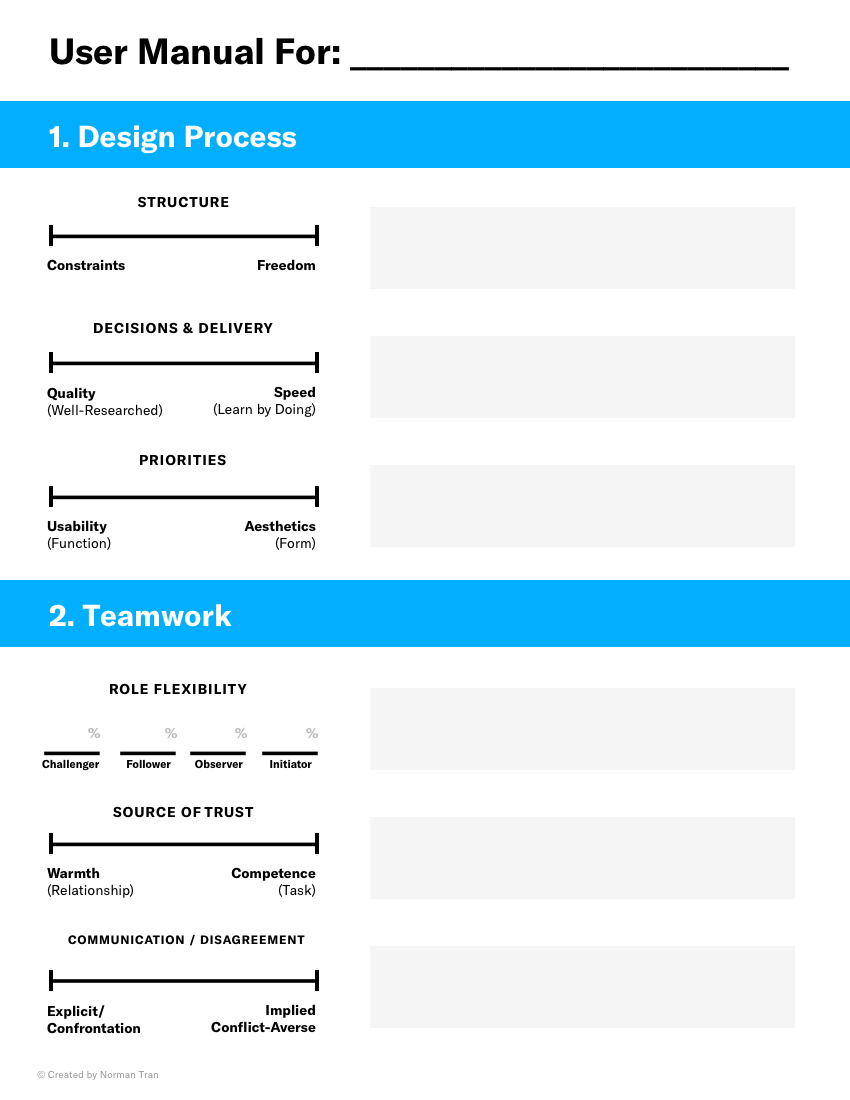 User Manual For: __________________________
1. Design Process
STRUCTURE
Constraints Freedom
DECISIONS & DELIVERY
Quality Speed
(Well-Researched) (Learn by Doing)
PRIORITIES
Usability Aesthetics
(Function) (Form)
2. Teamwork
ROLE FLEXIBILITY
% % % %
Challenger Follower Observer Initiator
SOURCE OF TRUST
Warmth Competence
(Relationship) (Task)
COMMUNICATION / DISAGREEMENT
Explicit/ Implied
Confrontation Conflict-Averse
© Created by Norman Tran